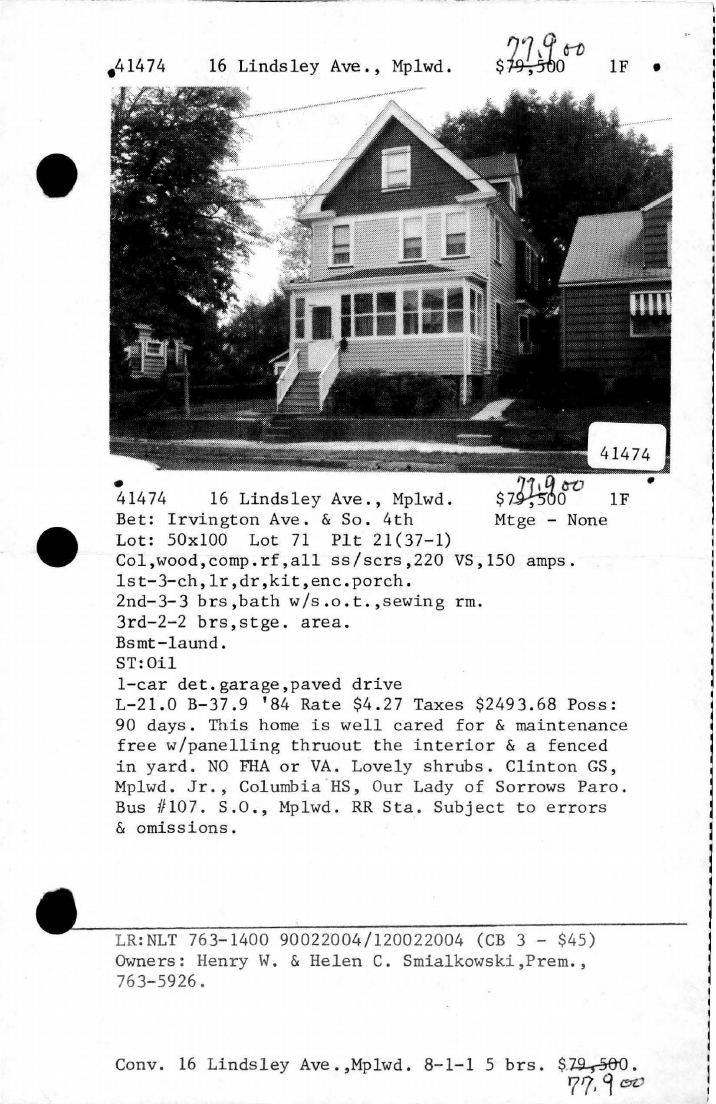 77,900
41474 16 Lindsley Ave., Mplwd. $79,500 1F
41474
77,900
41474 16 Lindsley Ave., Mplwd. $79,500 1F
Bet: Irvington Ave. & So. 4th Mtge - None
Lot: 50x100 Lot 71 Plt 21(37-1)
Col,wood,comp.rf,all ss/scrs,220 VS,150 amps.
1st-3-ch,lr,dr,kit,enc.porch.
2nd-3-3 brs,bath w/s.o.t.,sewing rm.
3rd-2-2 brs,stge. area.
Bsmt-laund.
ST:Oil
1-car det.garage,paved drive
L-21.0 B-37.9 '84 Rate $4.27 Taxes $2493.68 Poss:
90 days. This home is well cared for & maintenance
free w/panelling thruout the interior & a fenced
in yard. NO FHA or VA. Lovely shrubs. Clinton GS,
Mplwd. Jr., Columbia HS, Our Lady of Sorrows Paro.
Bus #107. S.O., Mplwd. RR Sta. Subject to errors
& omissions.
LR:NLT 763-1400 90022004/120022004 (CB 3 - $45)
Owners: Henry W. & Helen C. Smialkowski,Prem.,
763-5926.
Conv. 16 Lindsley Ave.,Mplwd. 8-1-1 5 brs. $79,500.
77,900